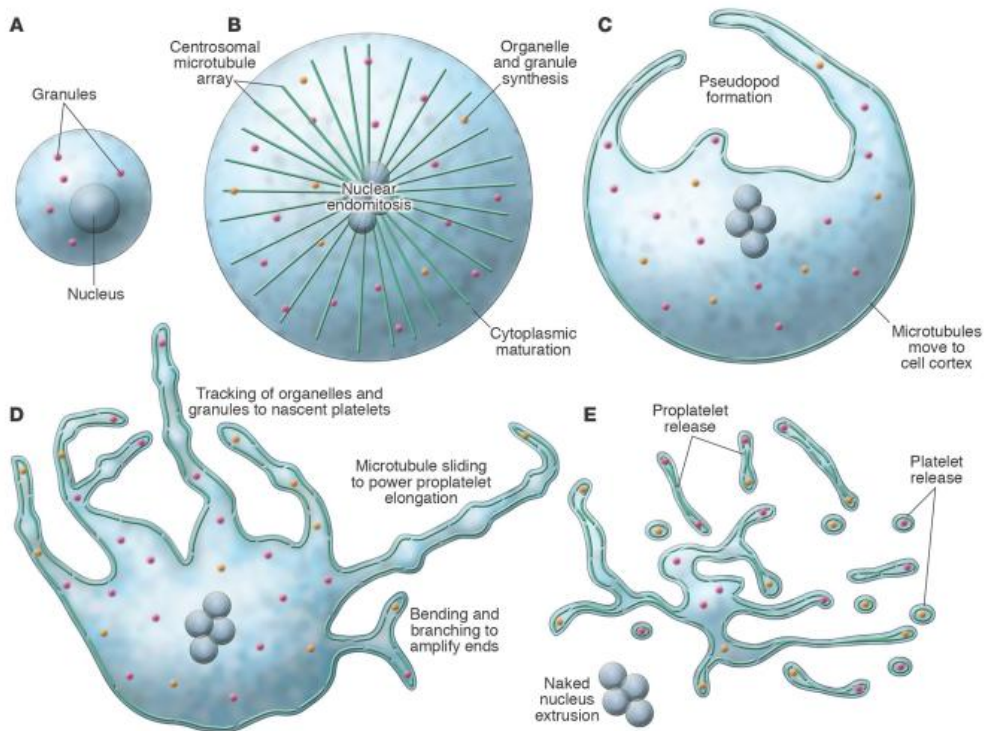 A
Granules
Nucleus
B
Centrosomal
microtubule
array
Organelle
and granule
synthesis
Nuclear
endomitosis
Cytoplasmic
maturation
C
Pseudopod
formation
Microtubules
move to
cell cortex
D
Tracking of organelles and
granules to nascent platelets
Microtubule sliding
to power proplatelet
elongation
Bending and
branching to
amplify ends
E
Proplatelet
release
Platelet
release
Naked
nucleus
extrusion